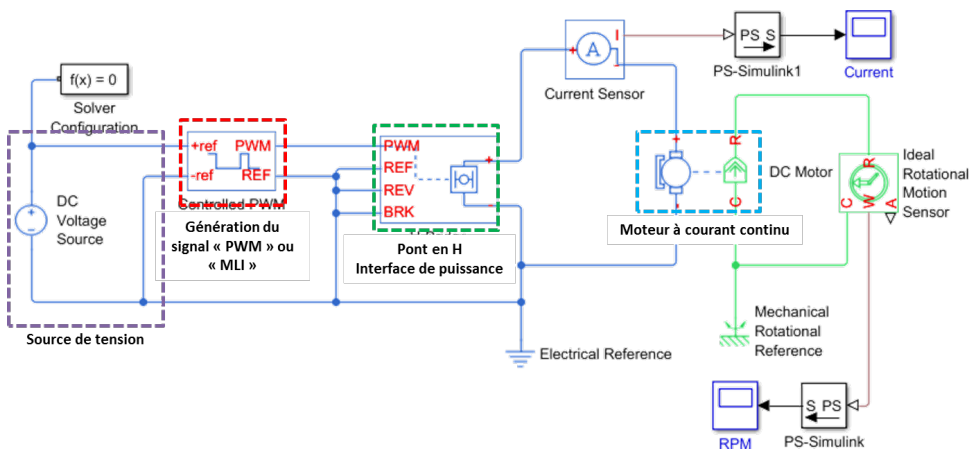 f(x) = 0
Solver
Configuration
+ref
PWM
-ref
REF
Controlled PWM
DC
Voltage
Source
+
-
Source de tension
Génération du
signal « PWM » ou
« MLI »
PWM
REF
REV
BRK
+
-
Pont en H
Interface de puissance
+
A
I
-
Current Sensor
PS S
PS-Simulink1
Current
+
-
R
C
DC Motor
Moteur à courant continu
R
C
W
A
Ideal
Rotational
Motion
Sensor
Electrical Reference
Mechanical
Rotational
Reference
RPM
S PS
PS-Simulink